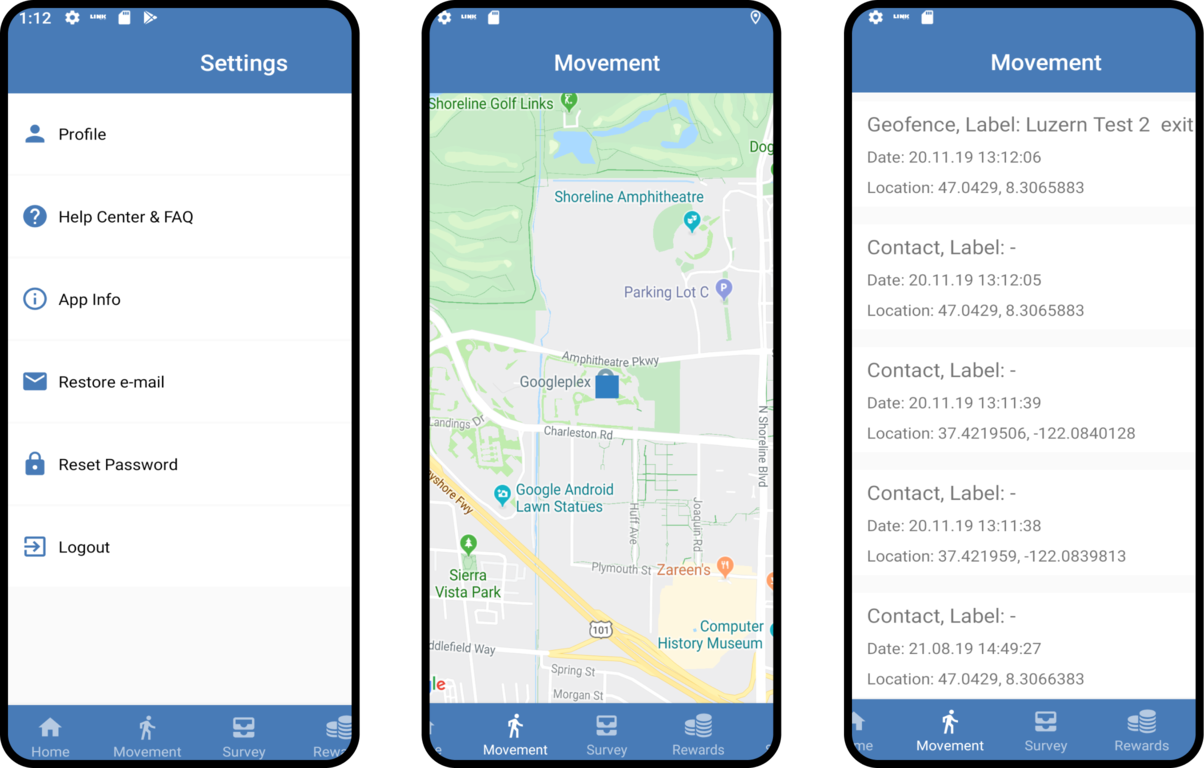 1:12 LINK
Settings
Profile
Help Center & FAQ
App Info
Restore e-mail
Reset Password
Logout
Home Movement Survey Rewa
LINK
Movement
Shoreline Golf Links
Dog
Shoreline Amphitheatre
Parking Lot C
P
Amphitheatre Pkwy
Googleplex
Landings Dr
Charleston Rd
N Shoreline Blvd
ayshore Fwy
Google Android
Lawn Statues
Huff Ave
Joaquin Rd
Plymouth St
Zareen's
Sierra
Vista Park
101
Computer
History Museum
ddlefield Way
Spring St
gle
Morgan St
e Movement Survey Rewards
LINK
Movement
Geofence, Label: Luzern Test 2 exit
Date: 20.11.19 13:12:06
Location: 47.0429, 8.3065883
Contact, Label: -
Date: 20.11.19 13:12:05
Location: 47.0429, 8.3065883
Contact, Label: -
Date: 20.11.19 13:11:39
Location: 37.4219506, -122.0840128
Contact, Label: -
Date: 20.11.19 13:11:38
Location: 37.421959, -122.0839813
Contact, Label: -
Date: 21.08.19 14:49:27
Location: 47.0429, 8.3066383
me Movement Survey Rewards